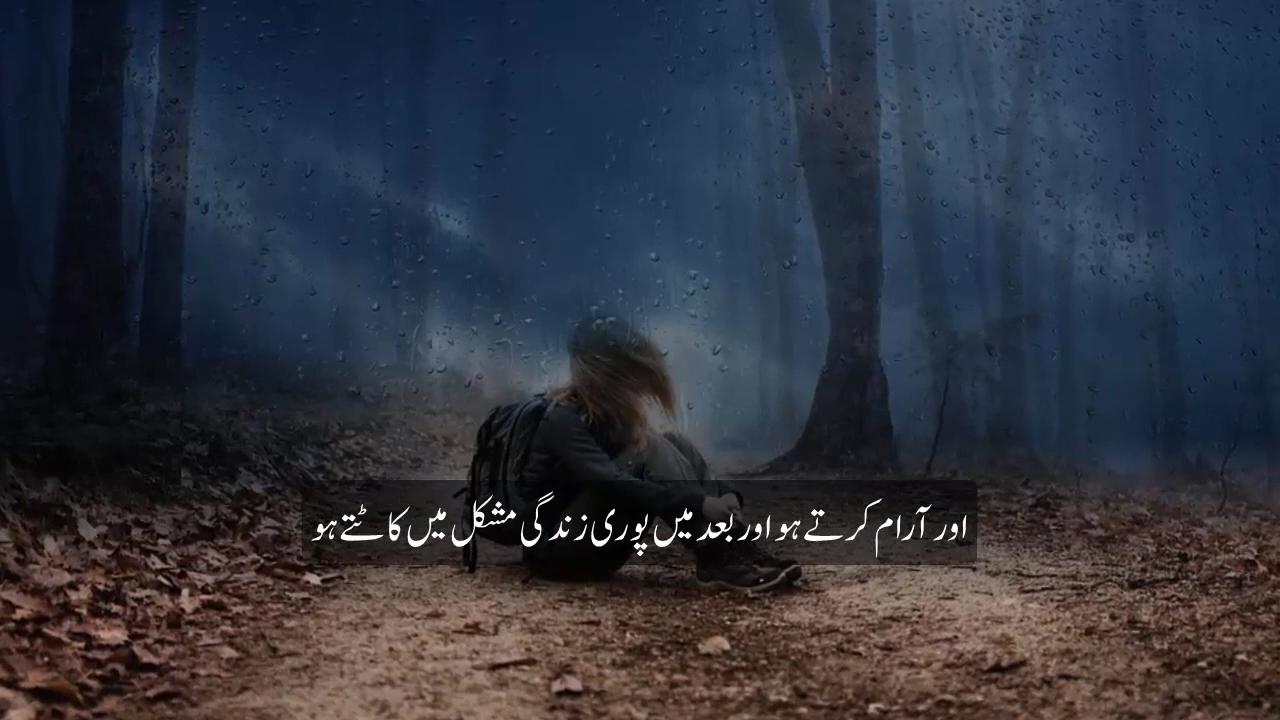 اور آرام کرتے ہو اور بعد میں پوری زندگی مشکل میں کاٹتے ہو